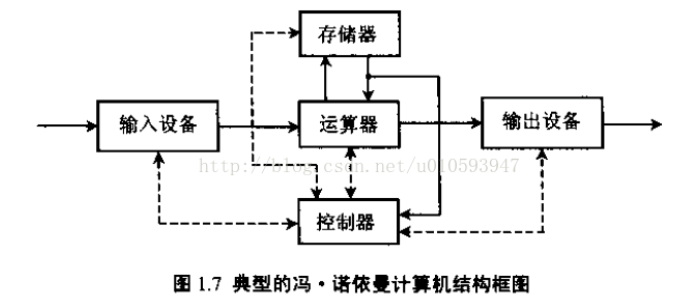 存储器
输入设备
运算器
输出设备
http://blog.csdn.net/u010593947
控制器
图 1.7 典型的冯·诺依曼计算机结构框图